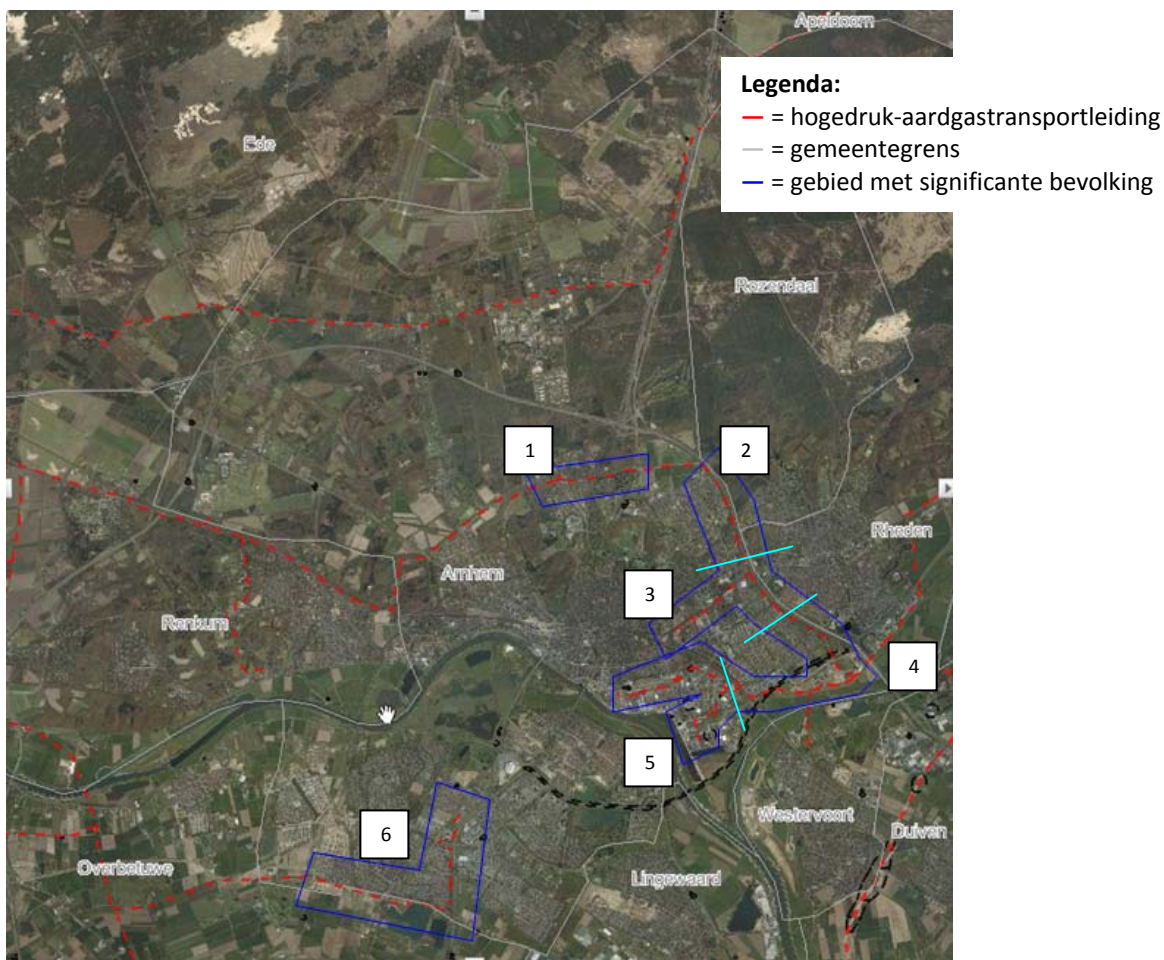 Apeldoorn
Legenda:
= hogedruk-aardgastransportleiding
= gemeentegrens
= gebied met significante bevolking
Ede
Rozendaal
1
2
Rheden
Arnhem
3
Renkum
4
5
Westervoort
6
Duiven
Overbetuwe
Lingewaard